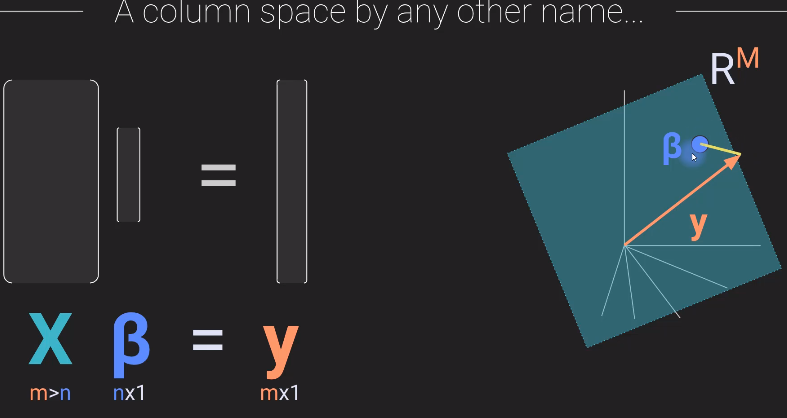 A column space by any other name...
=
R^M
β
y
X β = y
m>n nx1 mx1